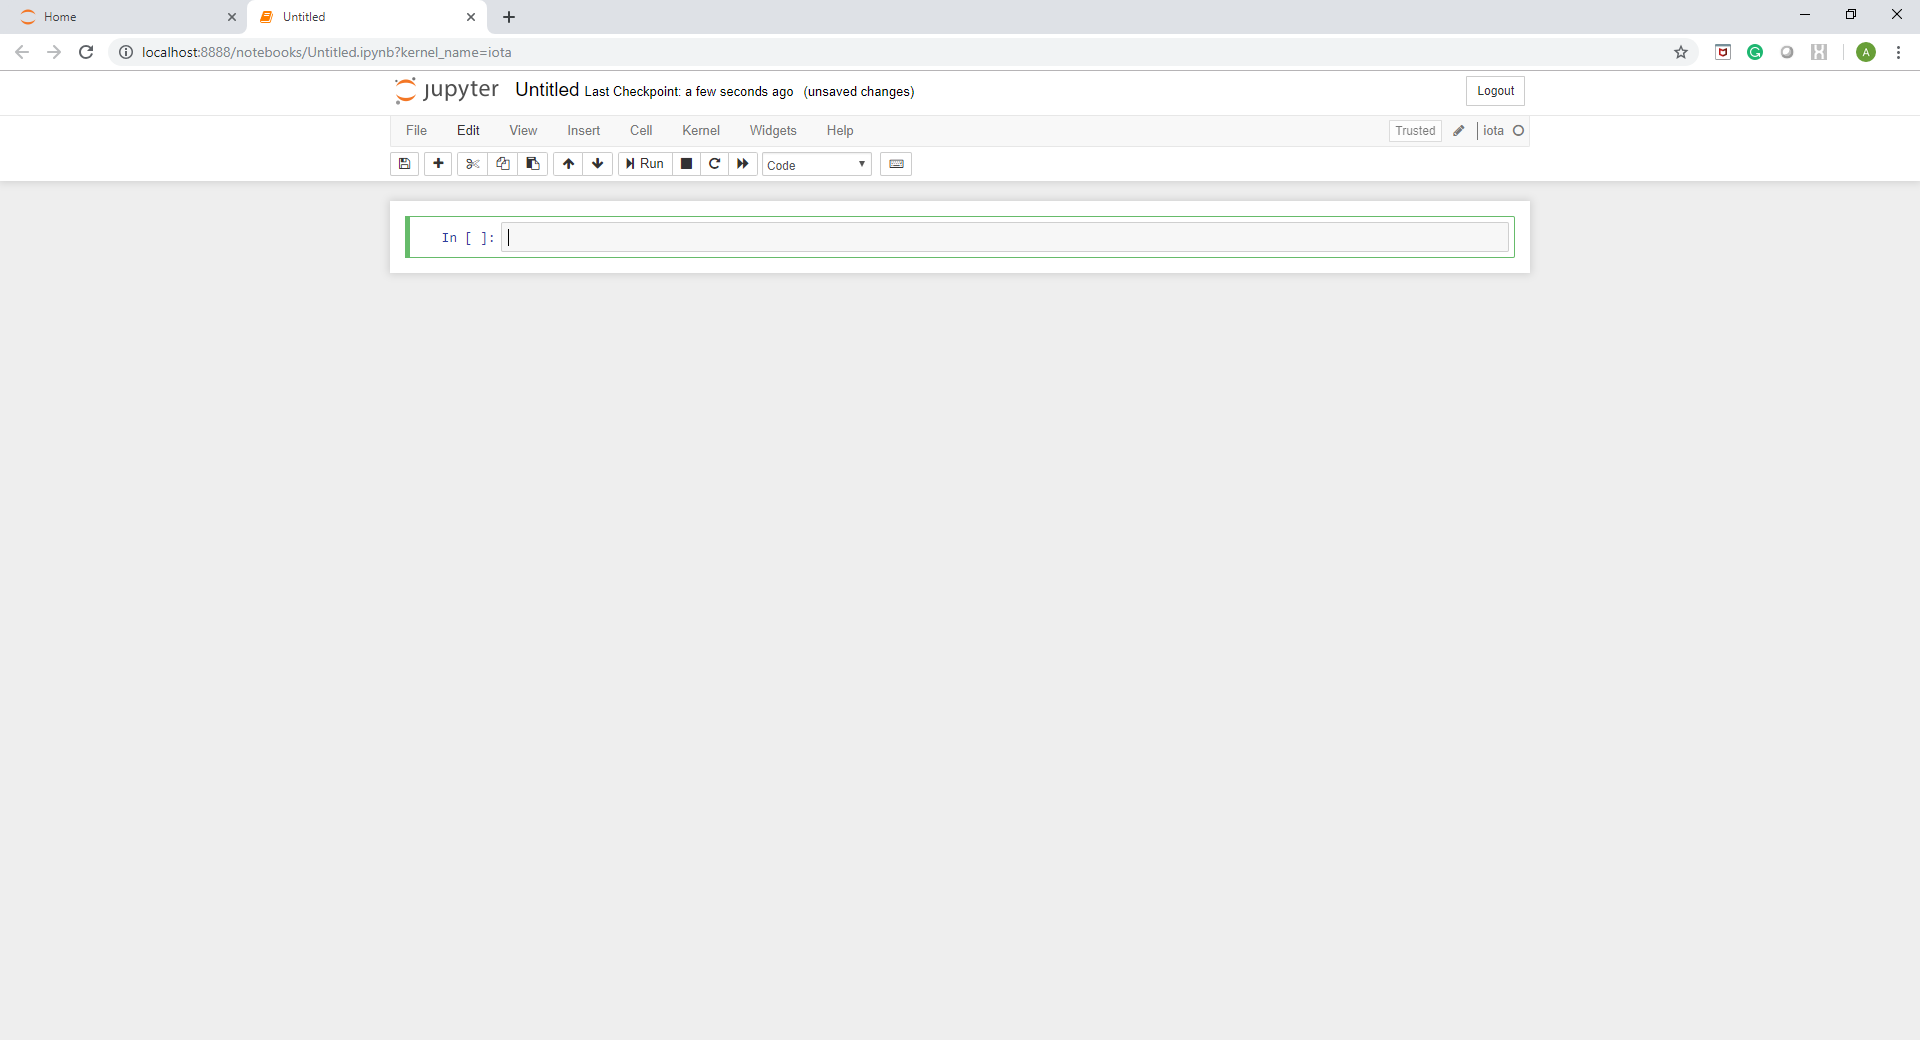 Home
Untitled
localhost:8888/notebooks/Untitled.ipynb?kernel_name=iota
A
jupyter Untitled Last Checkpoint: a few seconds ago (unsaved changes)
Logout
File Edit View Insert Cell Kernel Widgets Help
Trusted
iota
Run
Code
In [ ]: